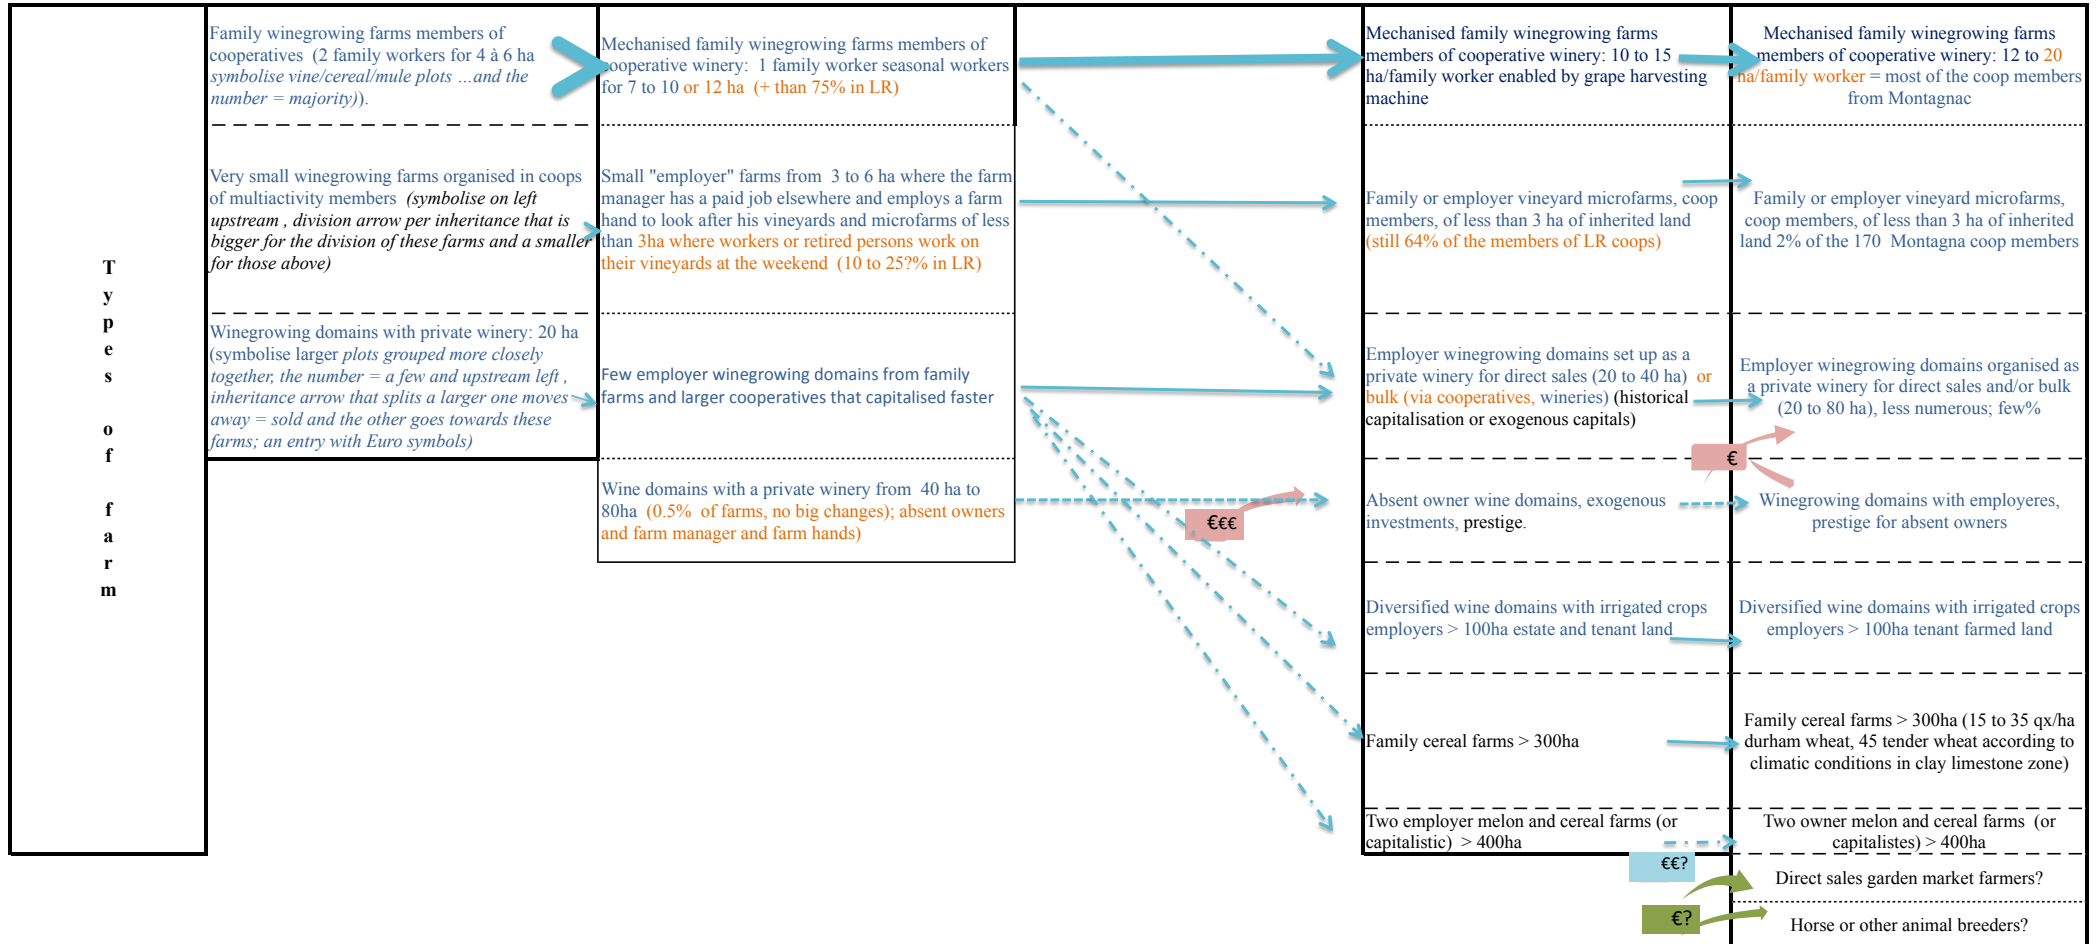 Types of farm
Family winegrowing farms members of
cooperatives (2 family workers for 4 à 6 ha
symbolise vine/cereal/mule plots ...and the
number = majority)).
Very small winegrowing farms organised in coops
of multiactivity members (symbolise on left
upstream , division arrow per inheritance that is
bigger for the division of these farms and a smaller
for those above)
Winegrowing domains with private winery: 20 ha
(symbolise larger plots grouped more closely
together, the number = a few and upstream left ,
inheritance arrow that splits a larger one moves
away = sold and the other goes towards these
farms; an entry with Euro symbols)
Mechanised family winegrowing farms members of
cooperative winery: 1 family worker seasonal workers
for 7 to 10 or 12 ha (+ than 75% in LR)
Small "employer" farms from 3 to 6 ha where the farm
manager has a paid job elsewhere and employs a farm
hand to look after his vineyards and microfarms of less
than 3ha where workers or retired persons work on
their vineyards at the weekend (10 to 25?% in LR)
Few employer winegrowing domains from family
farms and larger cooperatives that capitalised faster
Wine domains with a private winery from 40 ha to
80ha (0.5% of farms, no big changes); absent owners
and farm manager and farm hands)
€€€
Mechanised family winegrowing farms
members of cooperative winery: 10 to 15
ha/family worker enabled by grape harvesting
machine
Family or employer vineyard microfarms, coop
members, of less than 3 ha of inherited land
(still 64% of the members of LR coops)
Employer winegrowing domains set up as a
private winery for direct sales (20 to 40 ha) or
bulk (via cooperatives, wineries) (historical
capitalisation or exogenous capitals)
€
Absent owner wine domains, exogenous
investments, prestige.
Diversified wine domains with irrigated crops
employers > 100ha estate and tenant land
Family cereal farms > 300ha
Two employer melon and cereal farms (or
capitalistic) > 400ha
€€?
€?
Mechanised family winegrowing farms
members of cooperative winery: 12 to 20
ha/family worker = most of the coop members
from Montagnac
Family or employer vineyard microfarms,
coop members, of less than 3 ha of inherited
land 2% of the 170 Montagna coop members
Employer winegrowing domains organised as
a private winery for direct sales and/or bulk
(20 to 80 ha), less numerous; few%
Winegrowing domains with employeres,
prestige for absent owners
Diversified wine domains with irrigated crops
employers > 100ha tenant farmed land
Family cereal farms > 300ha (15 to 35 qx/ha
durham wheat, 45 tender wheat according to
climatic conditions in clay limestone zone)
Two owner melon and cereal farms (or
capitalistes) > 400ha
Direct sales garden market farmers?
Horse or other animal breeders?